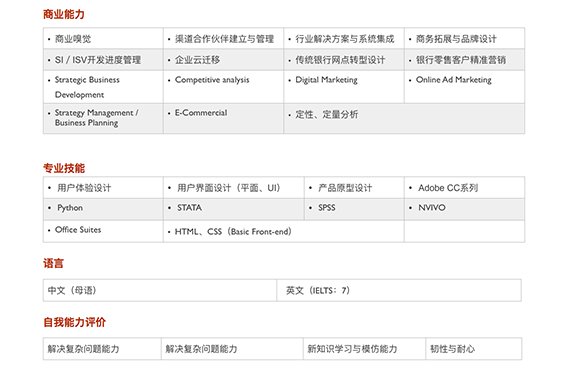 商业能力
• 商业嗅觉 • 渠道合作伙伴建立与管理 • 行业解决方案与系统集成 • 商务拓展与品牌设计
• SI / ISV开发进度管理 • 企业云迁移 • 传统银行网点转型设计 • 银行零售客户精准营销
• Strategic Business Development • Competitive analysis • Digital Marketing • Online Ad Marketing
• Strategy Management / Business Planning • E-Commercial • 定性、定量分析
专业技能
• 用户体验设计 • 用户界面设计（平面、UI） • 产品原型设计 • Adobe CC系列
• Python • STATA • SPSS • NVIVO
• Office Suites • HTML、CSS（Basic Front-end）
语言
中文（母语） 英文（IELTS：7）
自我能力评价
解决复杂问题能力 解决复杂问题能力 新知识学习与模仿能力 韧性与耐心